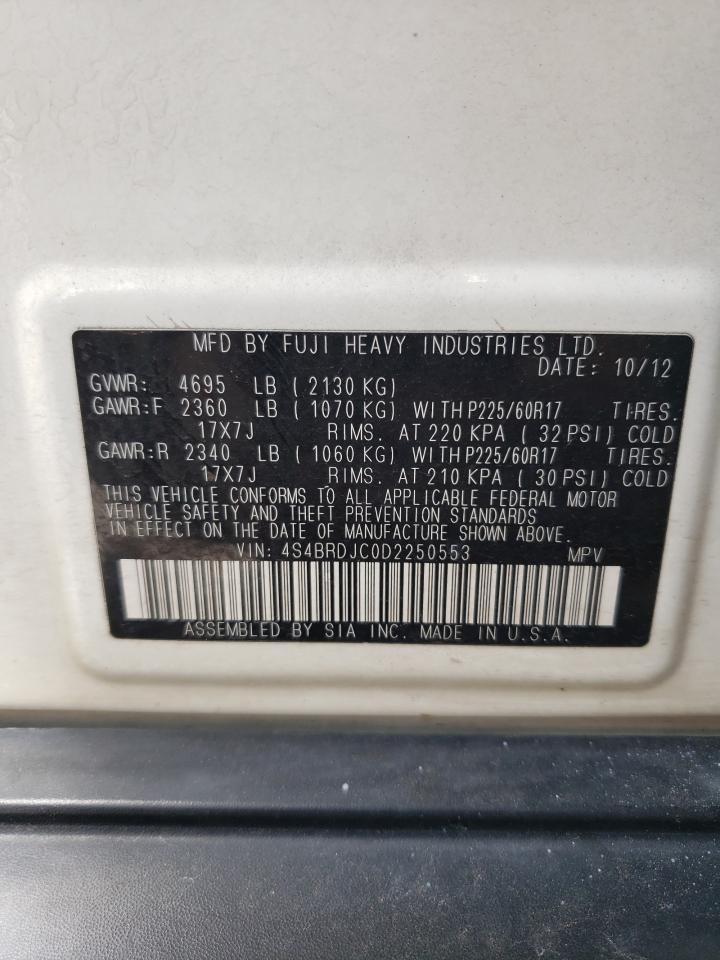 MFD BY FUJI HEAVY INDUSTRIES LTD.
DATE: 10/12
GVWR: 4695 LB ( 2130 KG)
GAWR:F 2360 LB ( 1070 KG) WITH P225/60R17 TIRES.
17X7J RIMS. AT 220 KPA ( 32 PSI) COLD
GAWR:R 2340 LB ( 1060 KG) WITH P225/60R17 TIRES.
17X7J RIMS. AT 210 KPA ( 30 PSI) COLD
THIS VEHICLE CONFORMS TO ALL APPLICABLE FEDERAL MOTOR
VEHICLE SAFETY AND THEFT PREVENTION STANDARDS
IN EFFECT ON THE DATE OF MANUFACTURE SHOWN ABOVE.
VIN: 4S4BRDJC0D2250553 MPV
ASSEMBLED BY SIA INC. MADE IN U.S.A.